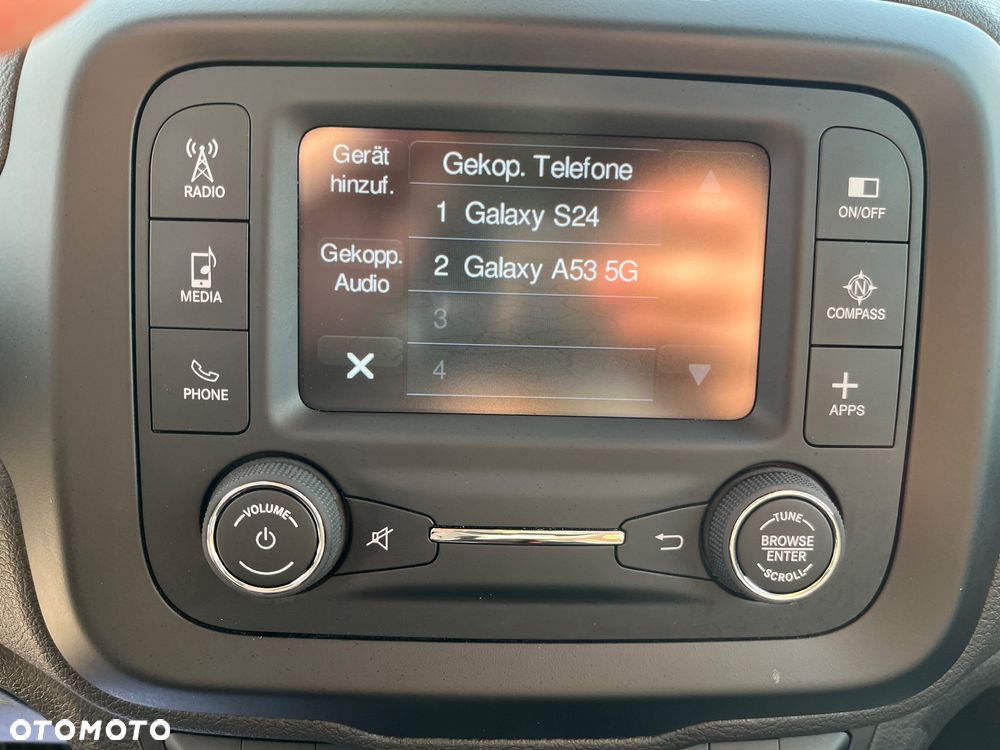 RADIO
MEDIA
PHONE
Gerät
hinzuf.
Gekopp.
Audio
Gekop. Telefone
1 Galaxy S24
2 Galaxy A53 5G
3
4
ON/OFF
N
COMPASS
APPS
VOLUME
TUNE
BROWSE
ENTER
SCROLL
OTOMOTO